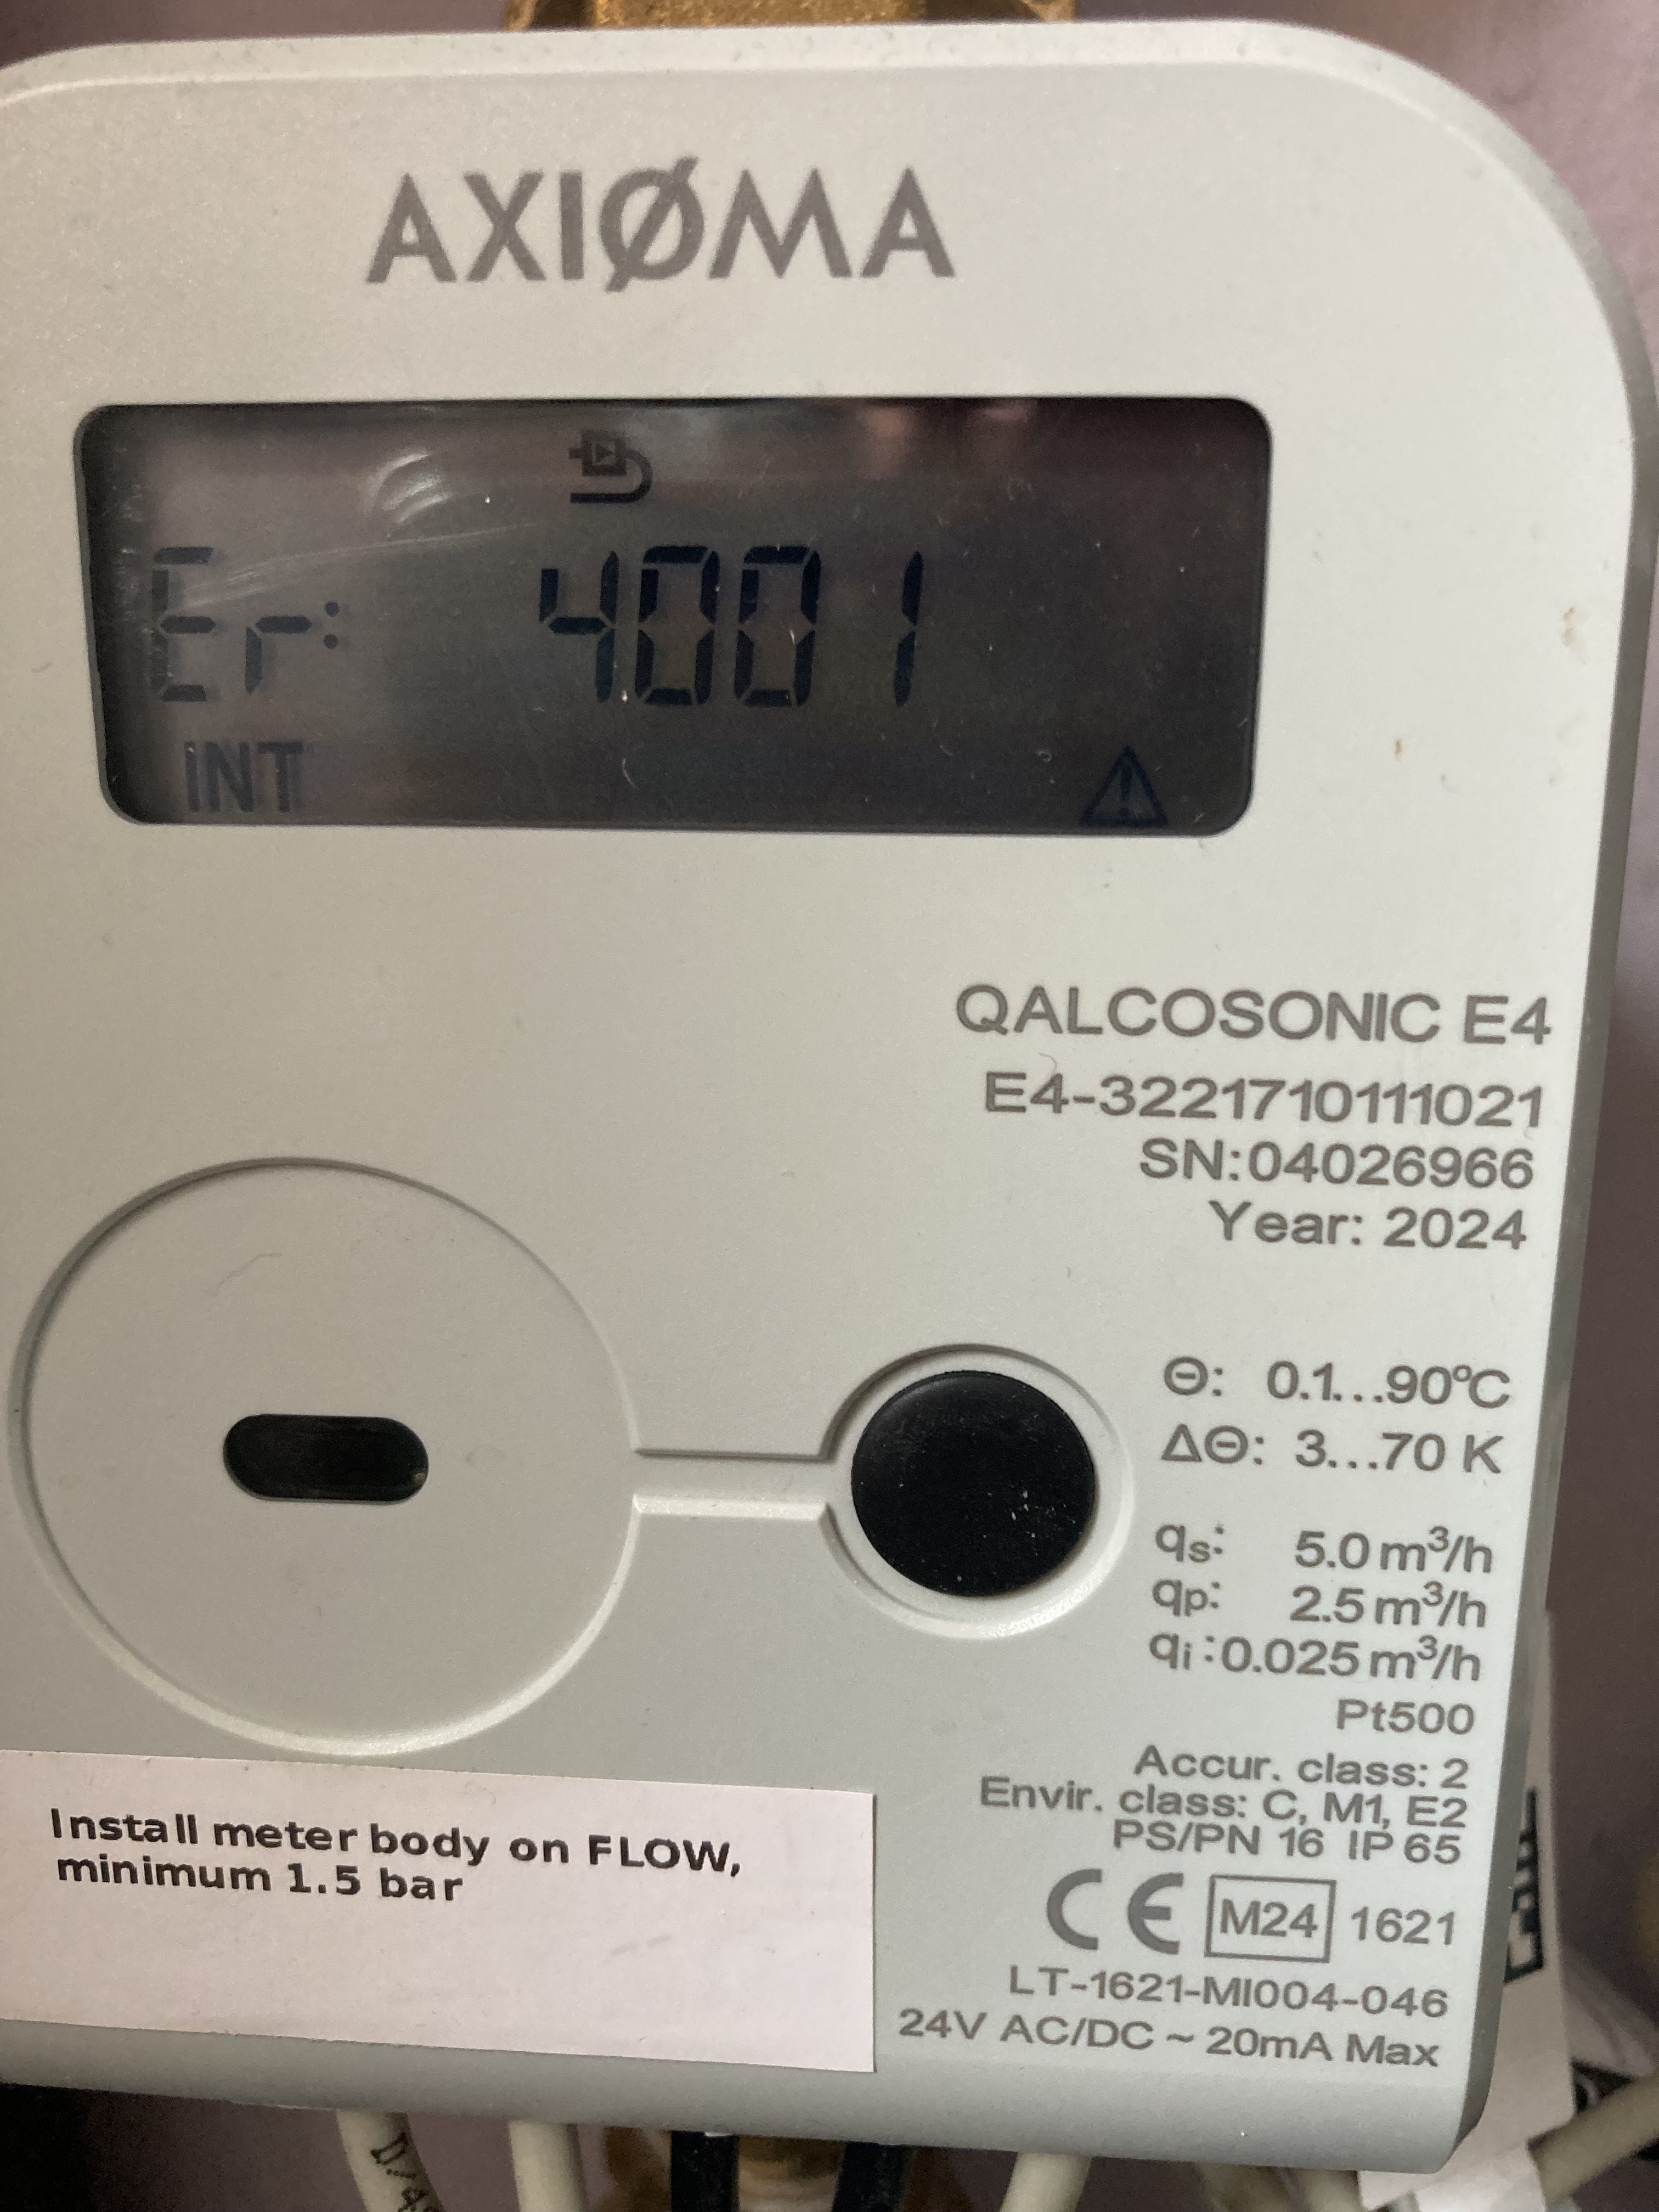 AXIØMA
Er: 4001
INT
QALCOSONIC E4
E4-3221710111021
SN:04026966
Year: 2024
Θ: 0.1...90°C
ΔΘ: 3...70 K
qs: 5.0 m³/h
qp: 2.5 m³/h
qi :0.025 m³/h
Pt500
Accur. class: 2
Envir. class: C, M1, E2
PS/PN 16 IP 65
CE M24 1621
LT-1621-MI004-046
24V AC/DC ~ 20mA Max
Install meter body on FLOW,
minimum 1.5 bar